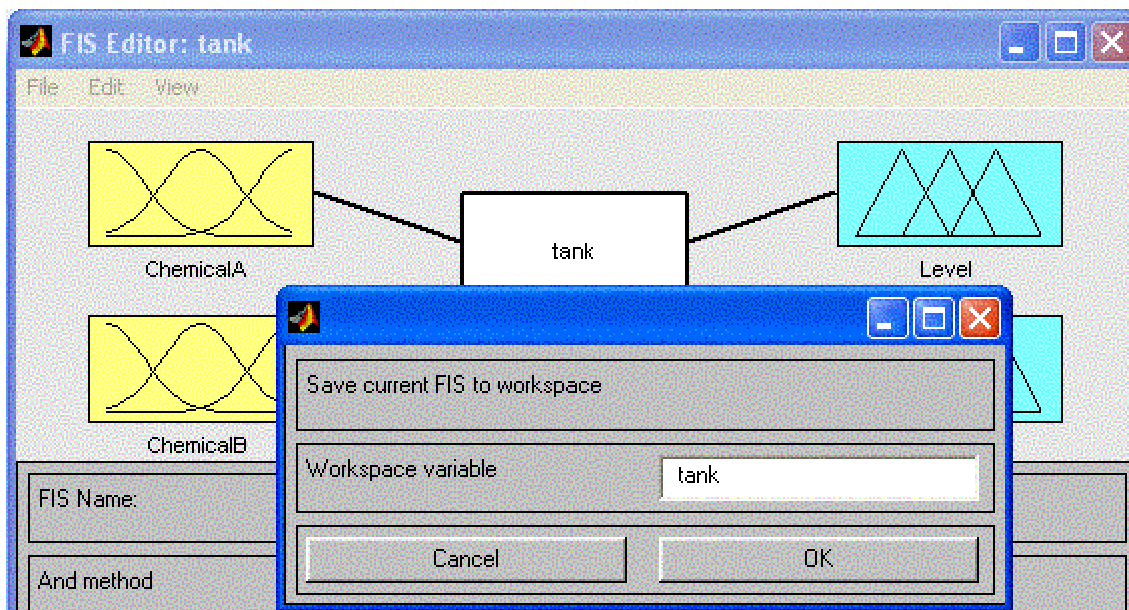 FIS Editor: tank
File Edit View
tank
ChemicalA
Level
ChemicalB
Save current FIS to workspace
Workspace variable
tank
FIS Name:
Cancel
OK
And method